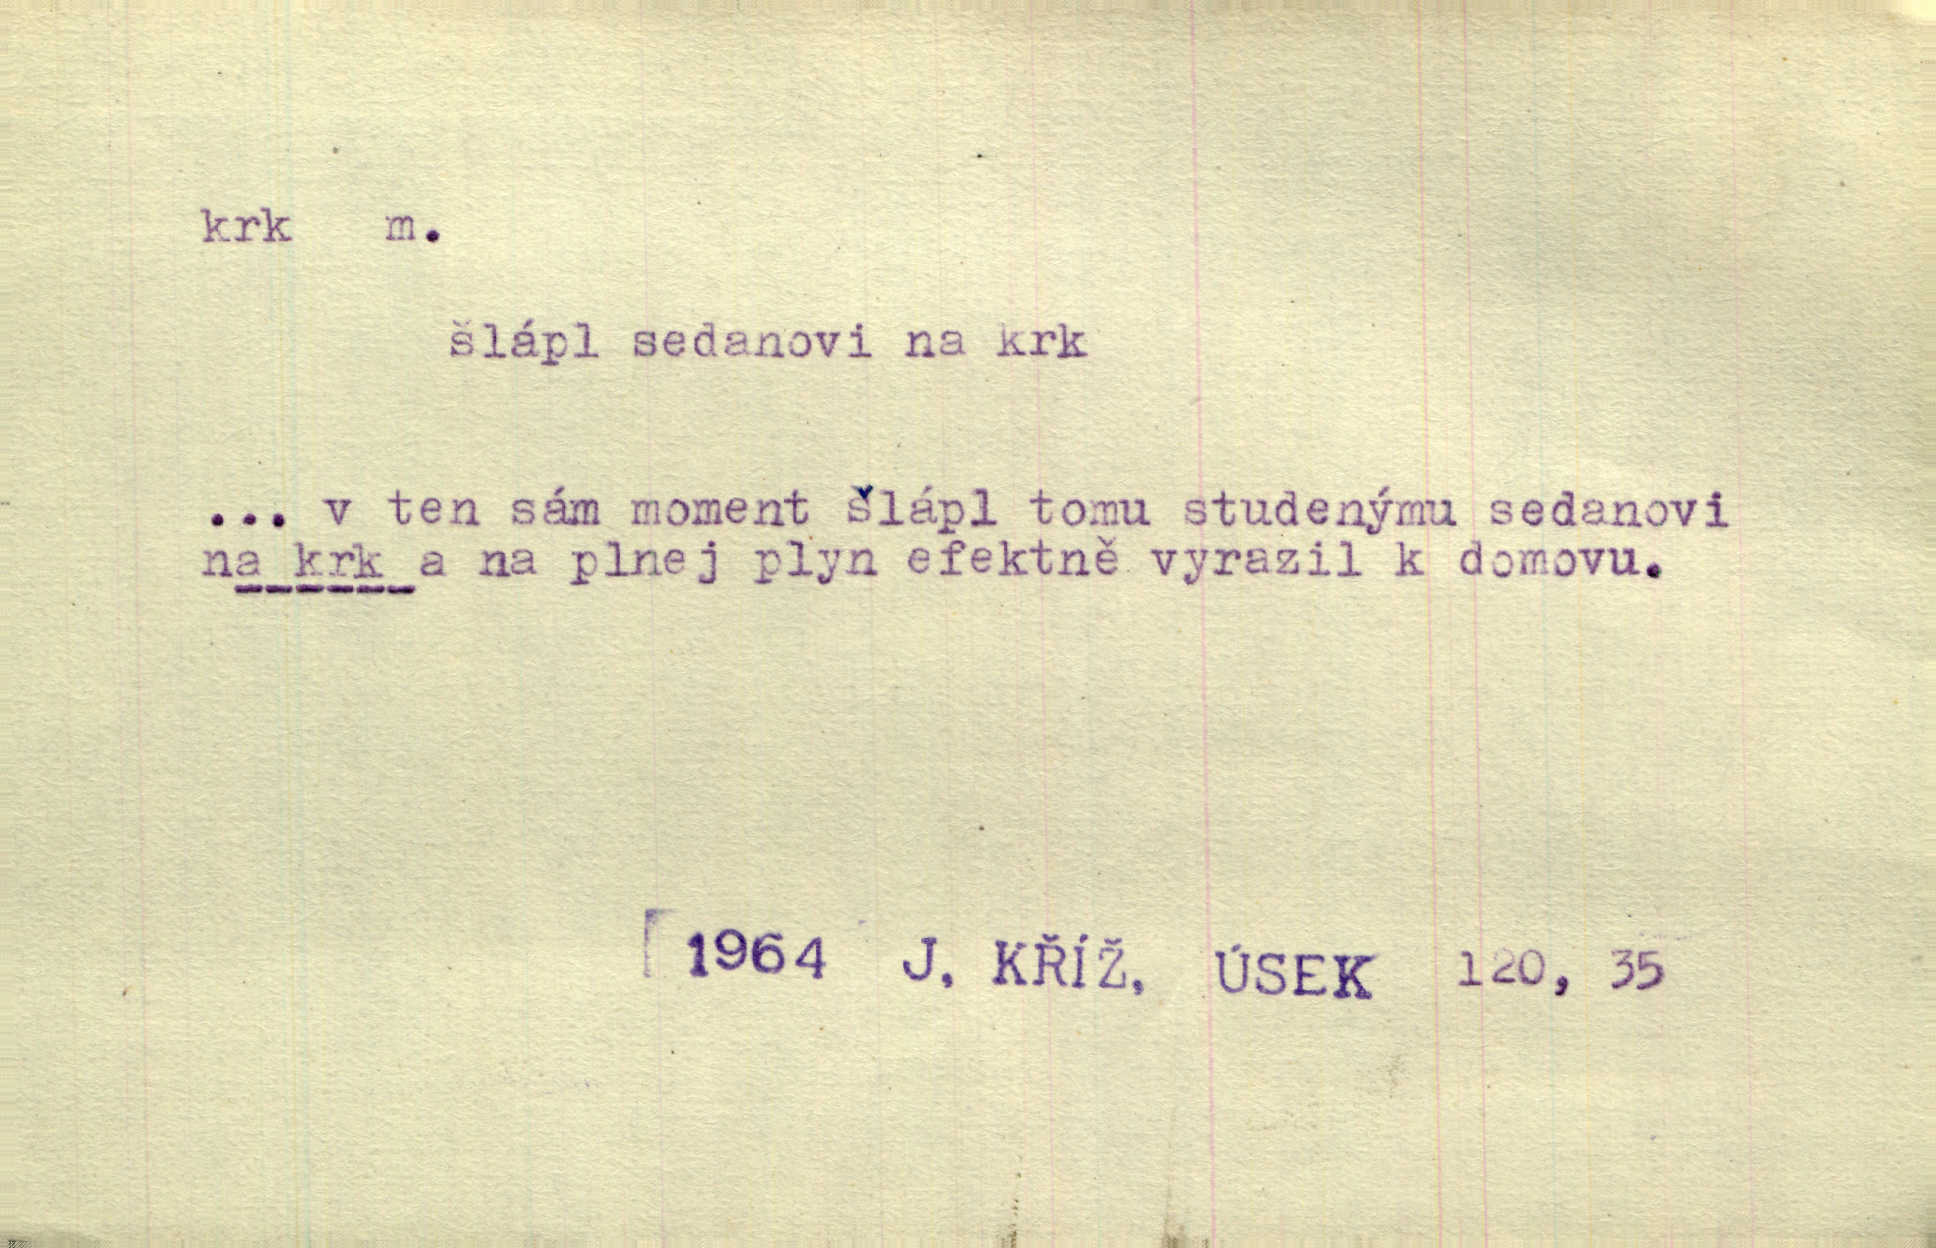 krk m.
šlápl sedanovi na krk
... v ten sám moment šlápl tomu studenýmu sedanovi
na krk a na plnej plyn efektně vyrazil k domovu.
1964 J. KŘÍŽ, ÚSEK 120, 35